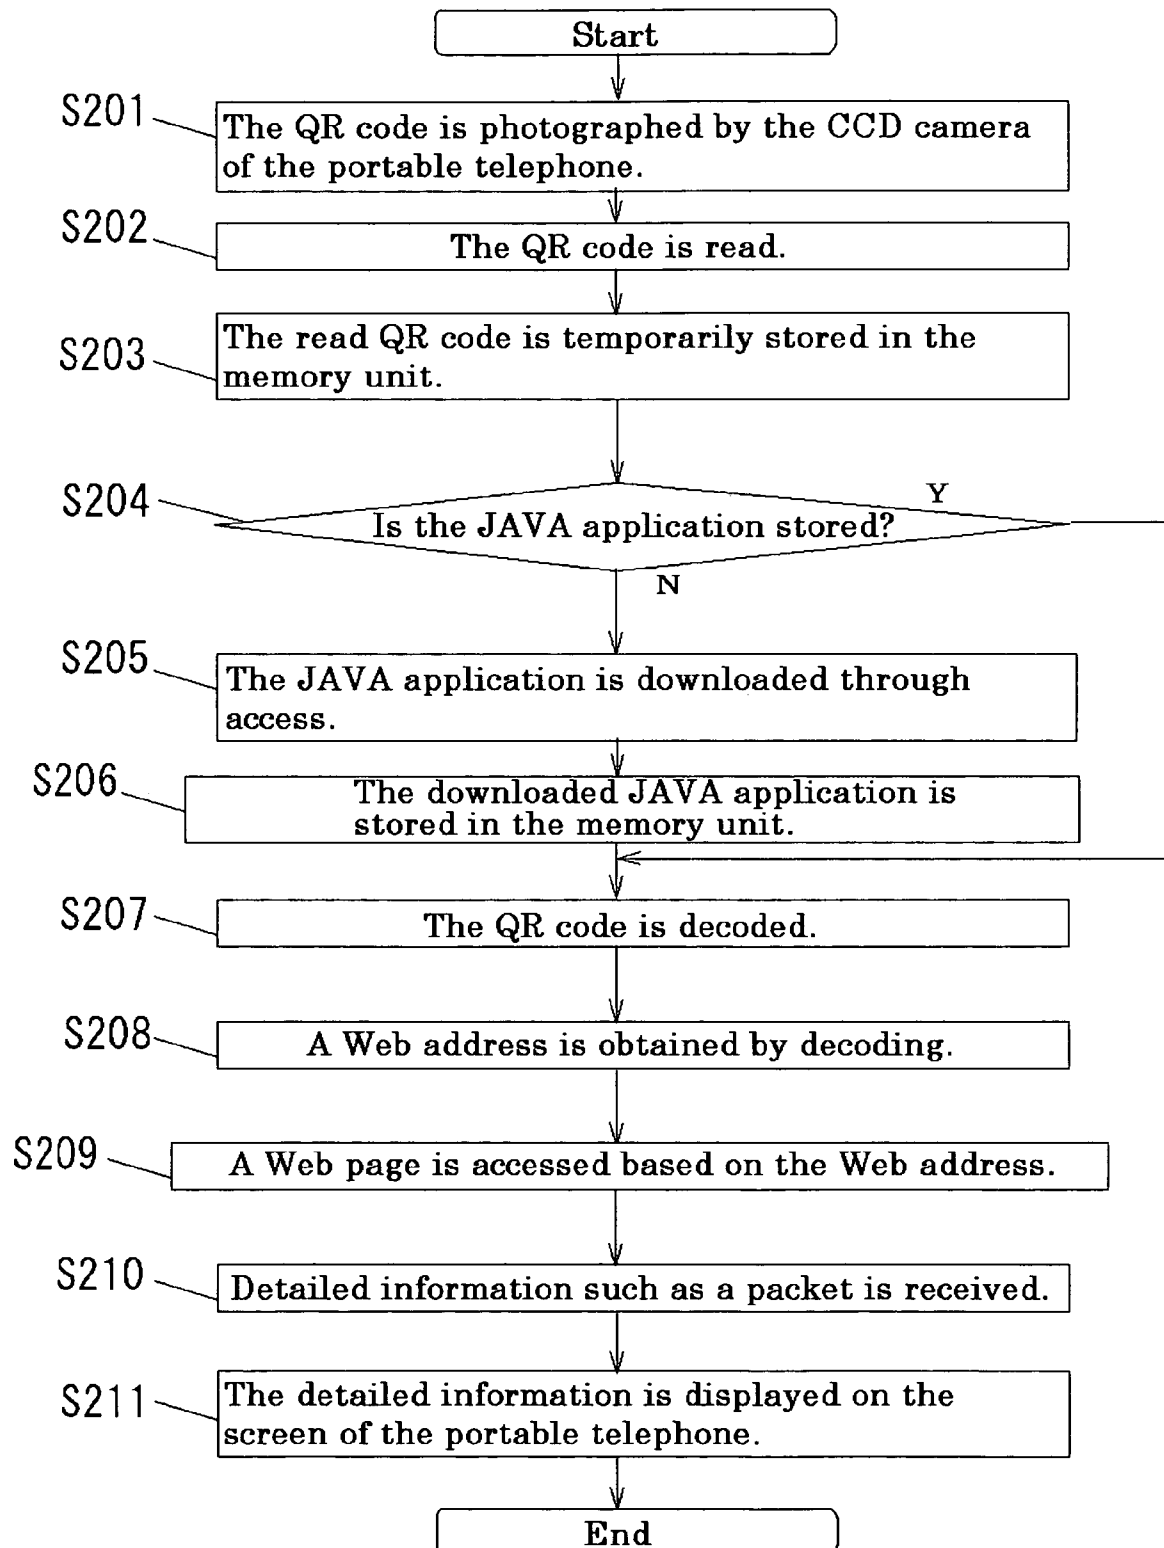 Start
S201
The QR code is photographed by the CCD camera
of the portable telephone.
S202
The QR code is read.
S203
The read QR code is temporarily stored in the
memory unit.
S204
Y
Is the JAVA application stored?
N
S205
The JAVA application is downloaded through
access.
S206
The downloaded JAVA application is
stored in the memory unit.
S207
The QR code is decoded.
S208
A Web address is obtained by decoding.
S209
A Web page is accessed based on the Web address.
S210
Detailed information such as a packet is received.
S211
The detailed information is displayed on the
screen of the portable telephone.
End